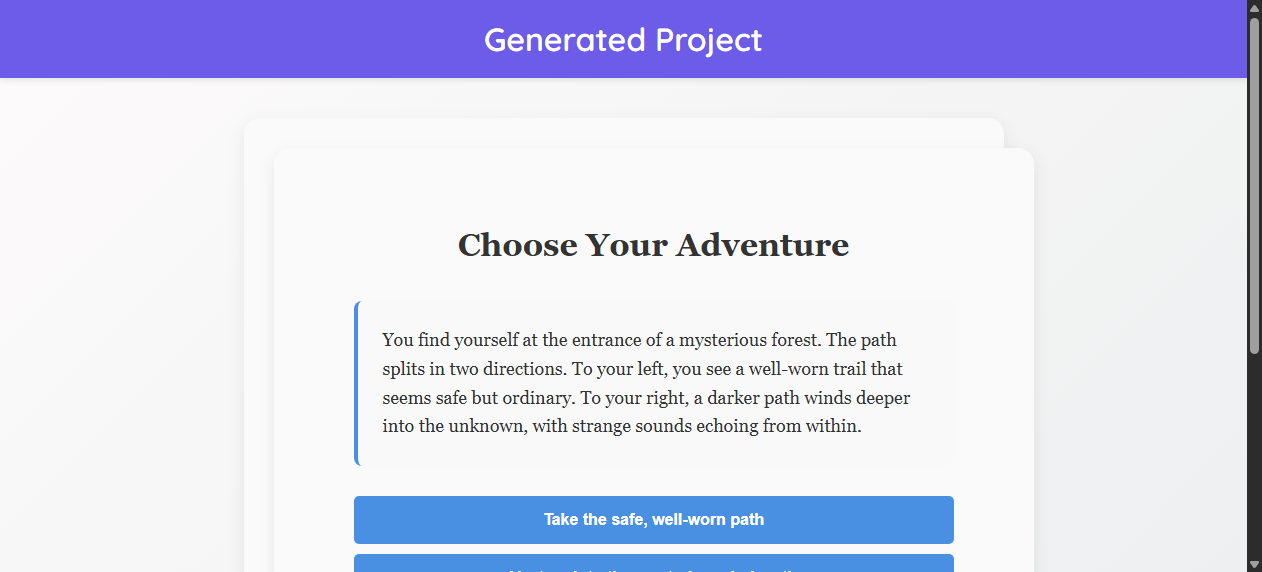 Generated Project
Choose Your Adventure
You find yourself at the entrance of a mysterious forest. The path
splits in two directions. To your left, you see a well-worn trail that
seems safe but ordinary. To your right, a darker path winds deeper
into the unknown, with strange sounds echoing from within.
Take the safe, well-worn path